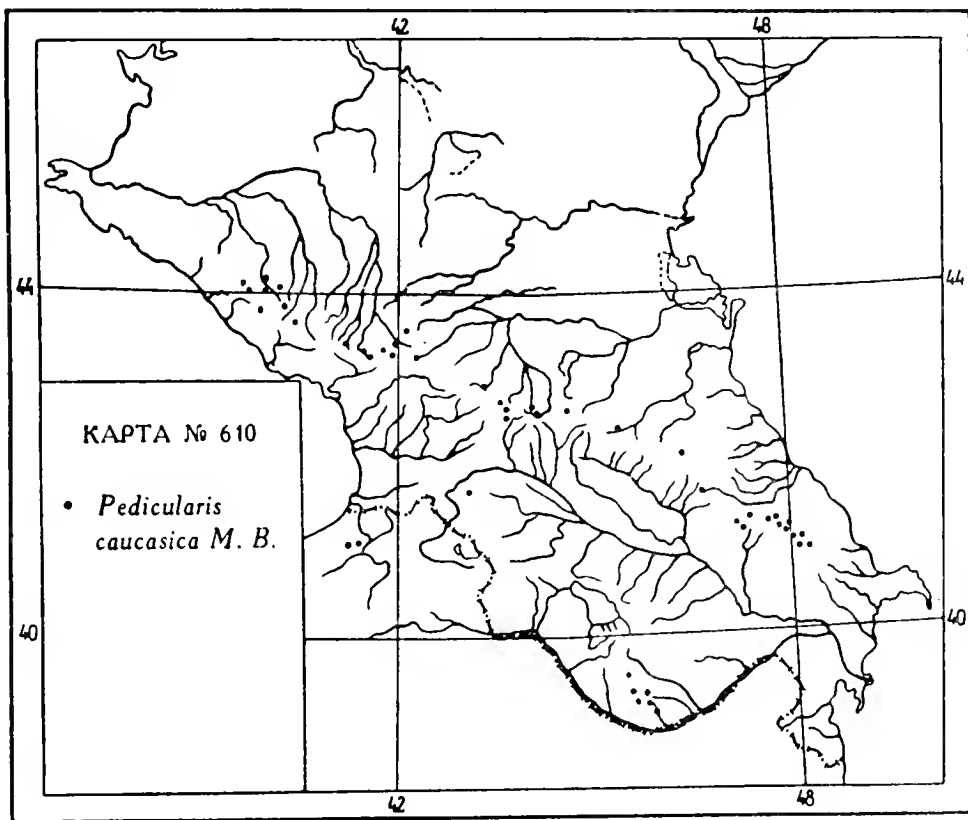 42 48
44 44
КАРТА № 610
• Pedicularis
caucasica M. B.
40 40
42 48